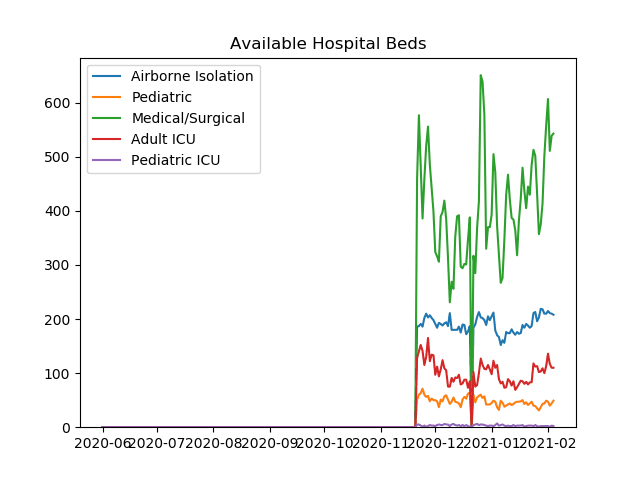 Available Hospital Beds
Airborne Isolation
Pediatric
Medical/Surgical
Adult ICU
Pediatric ICU
600
500
400
300
200
100
0
2020-06 2020-07 2020-08 2020-09 2020-10 2020-11 2020-12 2021-01 2021-02